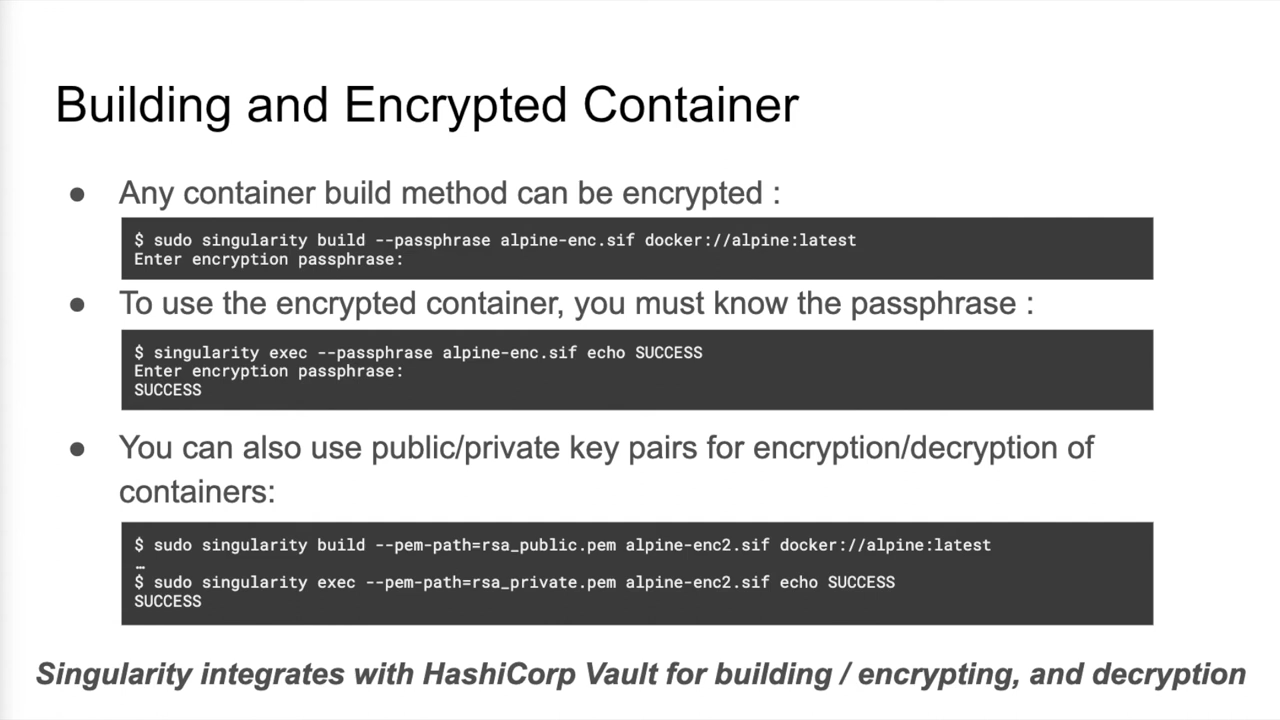 Building and Encrypted Container
● Any container build method can be encrypted :
$ sudo singularity build --passphrase alpine-enc.sif docker://alpine:latest
Enter encryption passphrase:
● To use the encrypted container, you must know the passphrase :
$ singularity exec --passphrase alpine-enc.sif echo SUCCESS
Enter encryption passphrase:
SUCCESS
● You can also use public/private key pairs for encryption/decryption of
containers:
$ sudo singularity build --pem-path=rsa_public.pem alpine-enc2.sif docker://alpine:latest
…
$ sudo singularity exec --pem-path=rsa_private.pem alpine-enc2.sif echo SUCCESS
SUCCESS
Singularity integrates with HashiCorp Vault for building / encrypting, and decryption